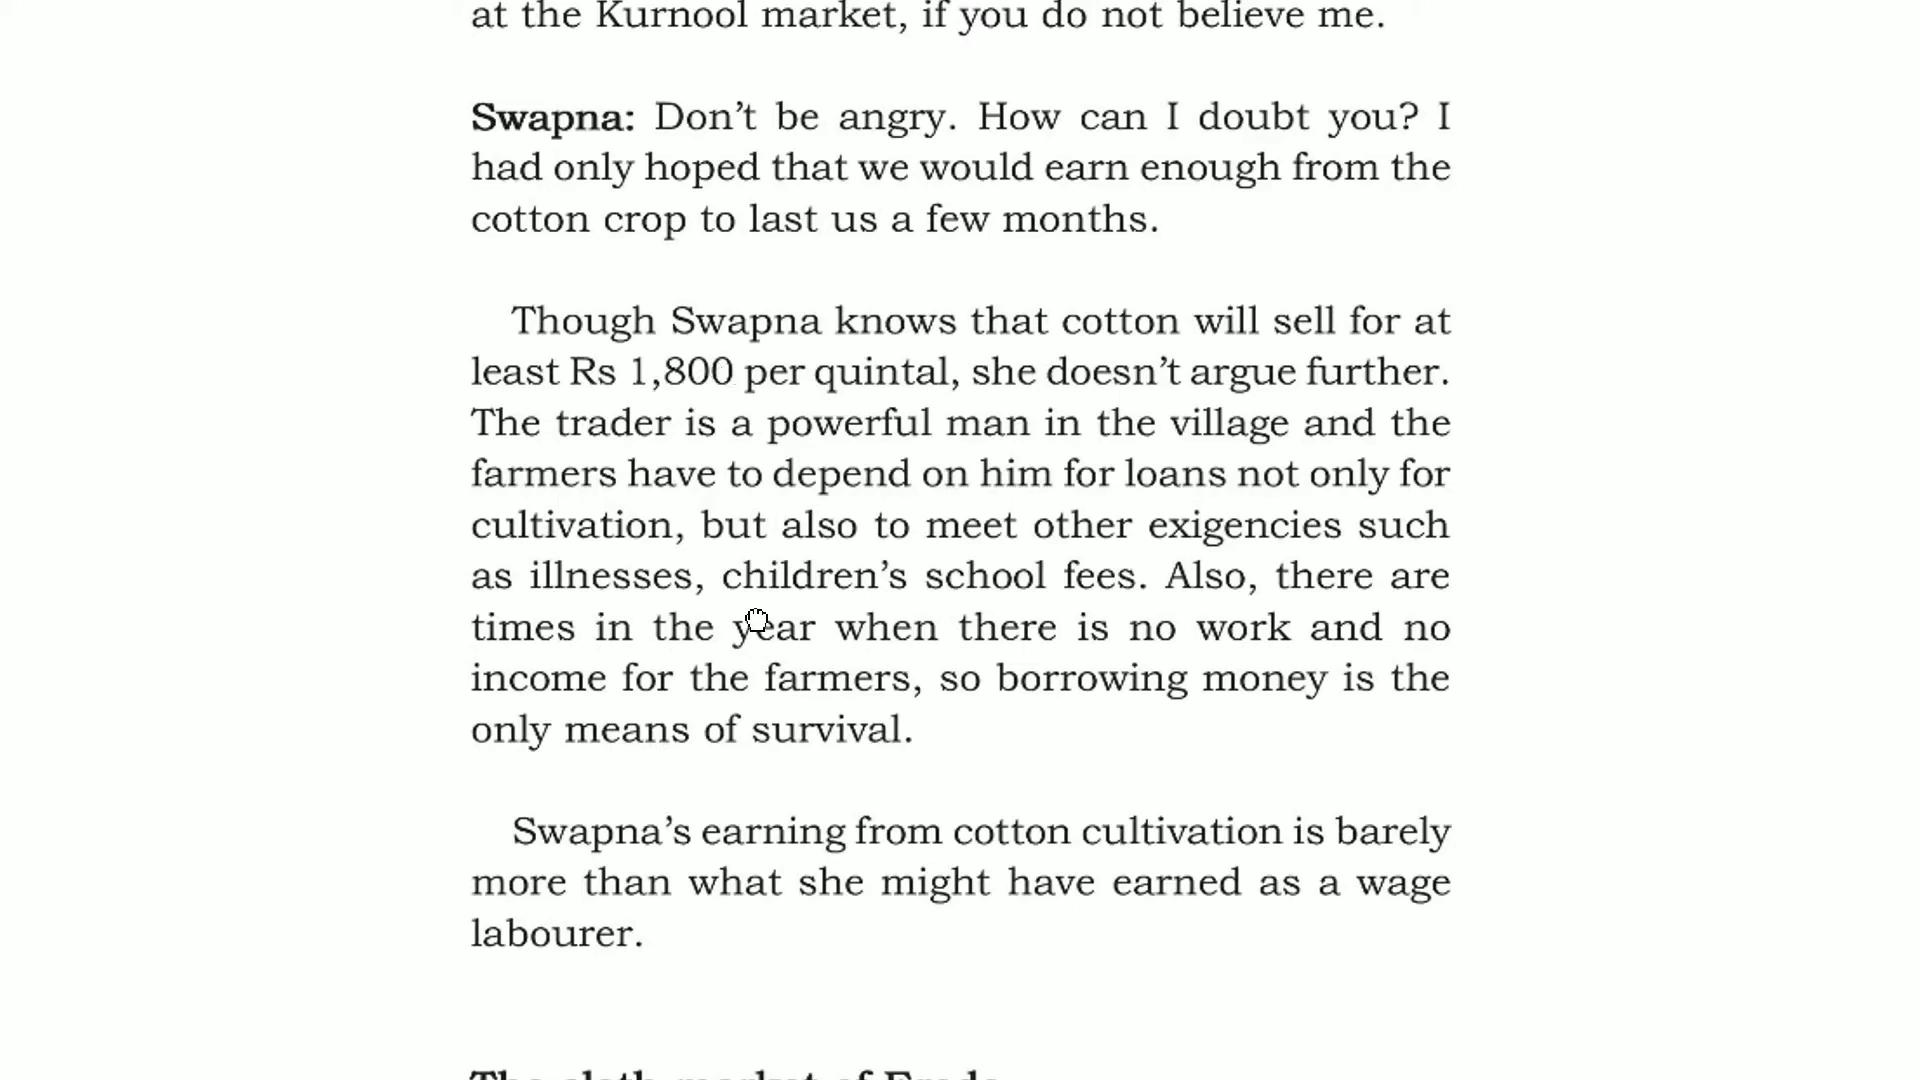 at the Kurnool market, if you do not believe me.
Swapna: Don’t be angry. How can I doubt you? I
had only hoped that we would earn enough from the
cotton crop to last us a few months.
Though Swapna knows that cotton will sell for at
least Rs 1,800 per quintal, she doesn’t argue further.
The trader is a powerful man in the village and the
farmers have to depend on him for loans not only for
cultivation, but also to meet other exigencies such
as illnesses, children’s school fees. Also, there are
times in the year when there is no work and no
income for the farmers, so borrowing money is the
only means of survival.
Swapna’s earning from cotton cultivation is barely
more than what she might have earned as a wage
labourer.
The cloth market of Erode